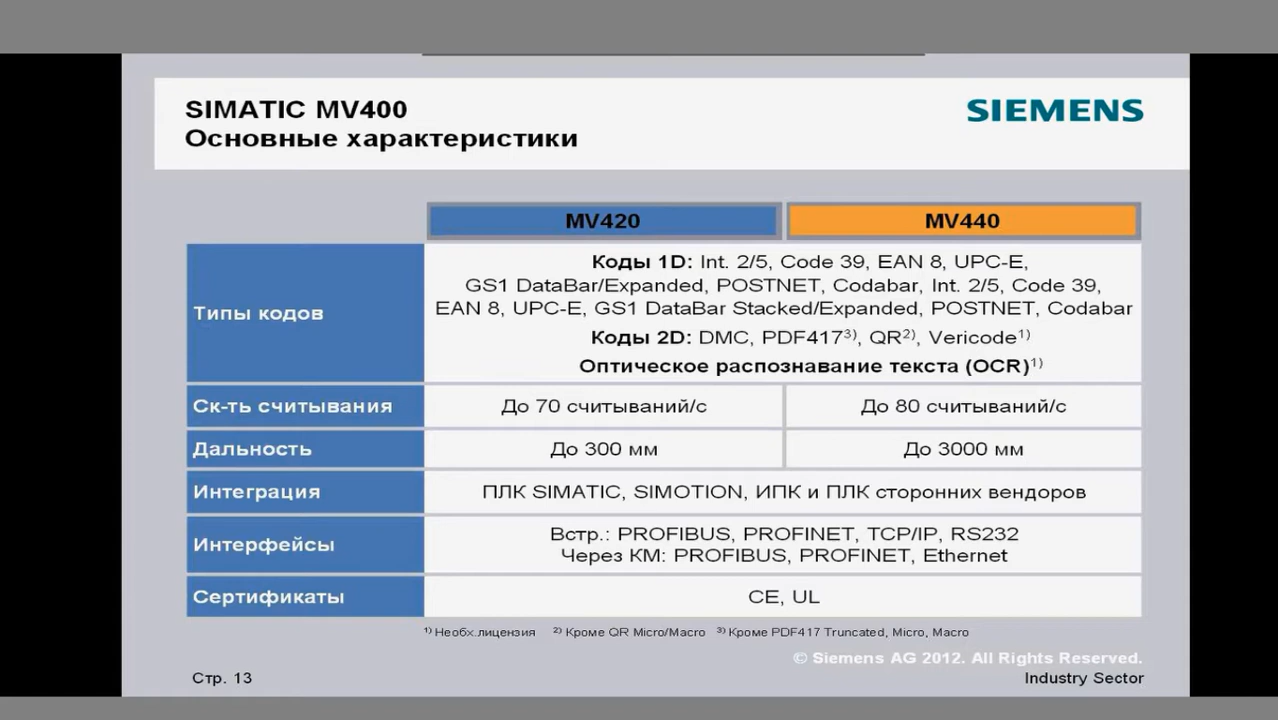 SIMATIC MV400
SIEMENS
Основные характеристики
MV420
MV440
Типы кодов
Коды 1D: Int. 2/5, Code 39, EAN 8, UPC-E,
GS1 DataBar/Expanded, POSTNET, Codabar, Int. 2/5, Code 39,
EAN 8, UPC-E, GS1 DataBar Stacked/Expanded, POSTNET, Codabar
Коды 2D: DMC, PDF417³⁾, QR²⁾, Vericode¹⁾
Оптическое распознавание текста (OCR)¹⁾
Ск-ть считывания
До 70 считываний/с
До 80 считываний/с
Дальность
До 300 мм
До 3000 мм
Интеграция
ПЛК SIMATIC, SIMOTION, ИПК и ПЛК сторонних вендоров
Интерфейсы
Встр.: PROFIBUS, PROFINET, TCP/IP, RS232
Через КМ: PROFIBUS, PROFINET, Ethernet
Сертификаты
CE, UL
¹⁾ Необх.лицензия ²⁾ Кроме QR Micro/Macro ³⁾ Кроме PDF417 Truncated, Micro, Macro
© Siemens AG 2012. All Rights Reserved.
Стр. 13
Industry Sector